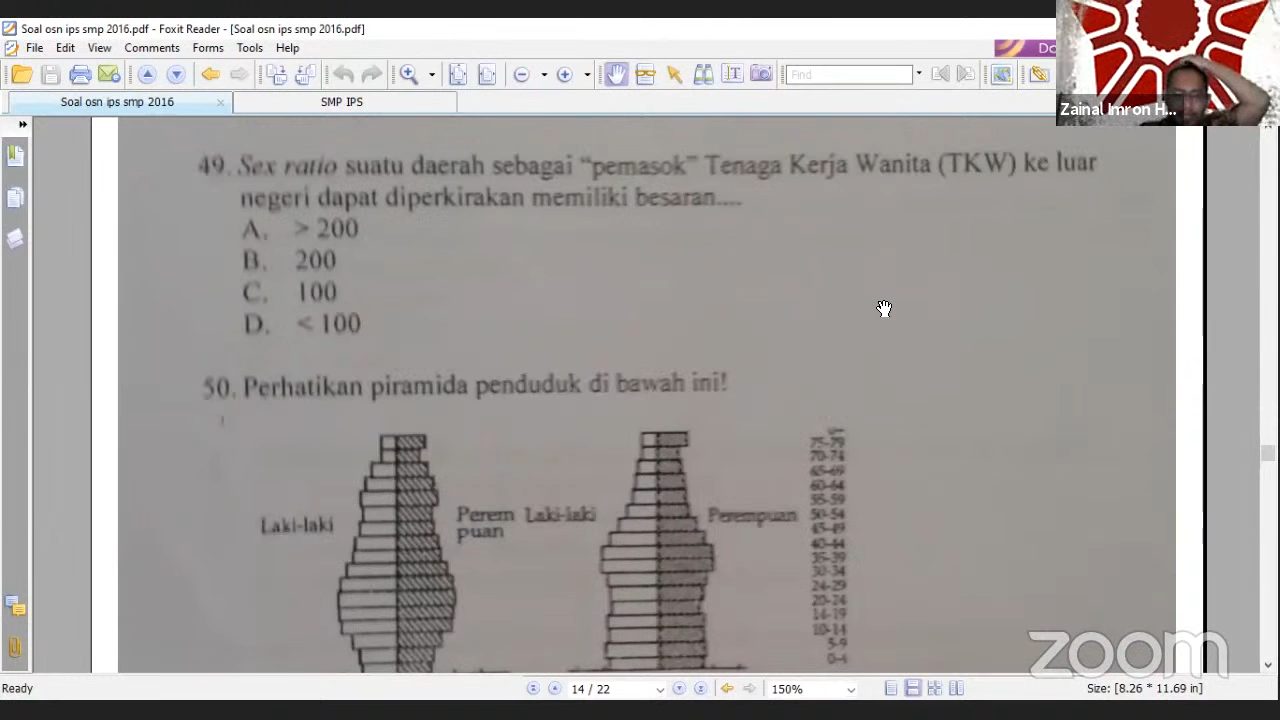 Soal osn ips smp 2016.pdf - Foxit Reader - [Soal osn ips smp 2016.pdf]
File Edit View Comments Forms Tools Help
Find
Soal osn ips smp 2016
SMP IPS
Zainal Imron H...
49. Sex ratio suatu daerah sebagai "pemasok" Tenaga Kerja Wanita (TKW) ke luar
negeri dapat diperkirakan memiliki besaran....
A. > 200
B. 200
C. 100
D. < 100
50. Perhatikan piramida penduduk di bawah ini!
Laki-laki
Perem
puan
Laki-laki
Perempuan
75-79
70-74
65-69
60-64
55-59
50-54
45-49
40-44
35-39
30-34
24-29
20-24
14-19
10-14
5-9
0-4
zoom
Ready
14 / 22
150%
Size: [8.26 * 11.69 in]